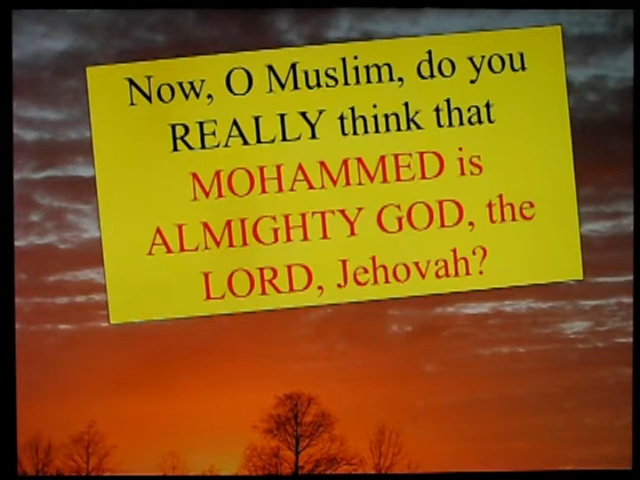 Now, O Muslim, do you
REALLY think that
MOHAMMED is
ALMIGHTY GOD, the
LORD, Jehovah?